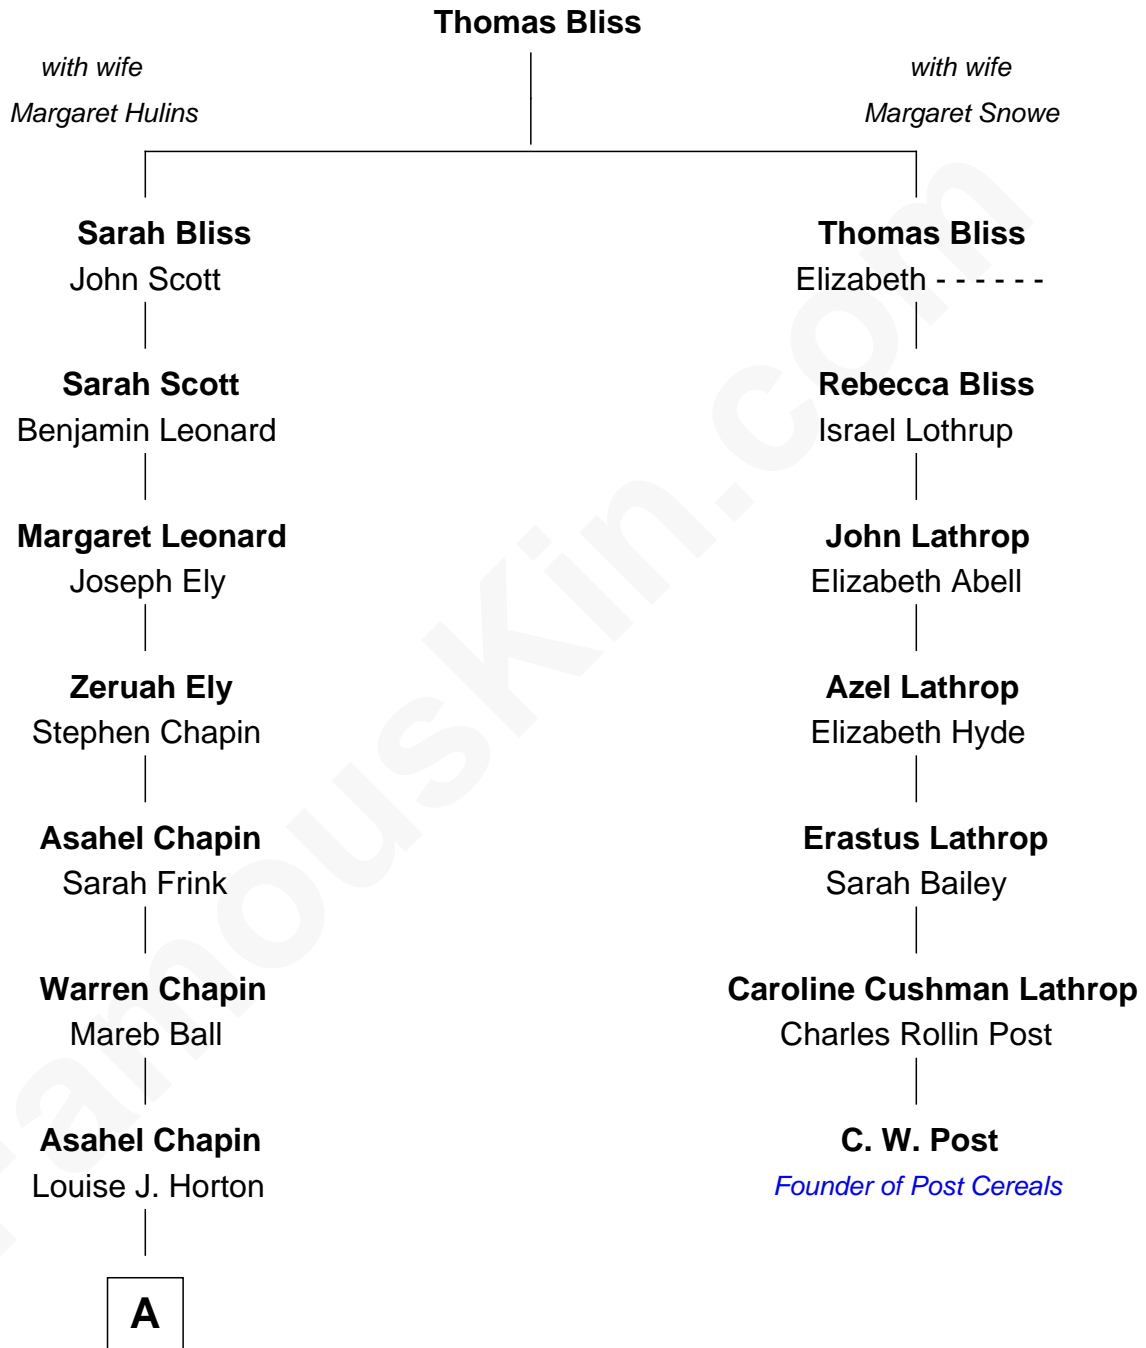 Thomas Bliss
with wife
Margaret Hulins
with wife
Margaret Snowe
Sarah Bliss
John Scott
Thomas Bliss
Elizabeth - - - - - -
Sarah Scott
Benjamin Leonard
Rebecca Bliss
Israel Lothrup
Margaret Leonard
Joseph Ely
John Lathrop
Elizabeth Abell
Zeruah Ely
Stephen Chapin
Azel Lathrop
Elizabeth Hyde
Asahel Chapin
Sarah Frink
Erastus Lathrop
Sarah Bailey
Warren Chapin
Mareb Ball
Caroline Cushman Lathrop
Charles Rollin Post
Asahel Chapin
Louise J. Horton
C. W. Post
Founder of Post Cereals
A
FamousKin.com